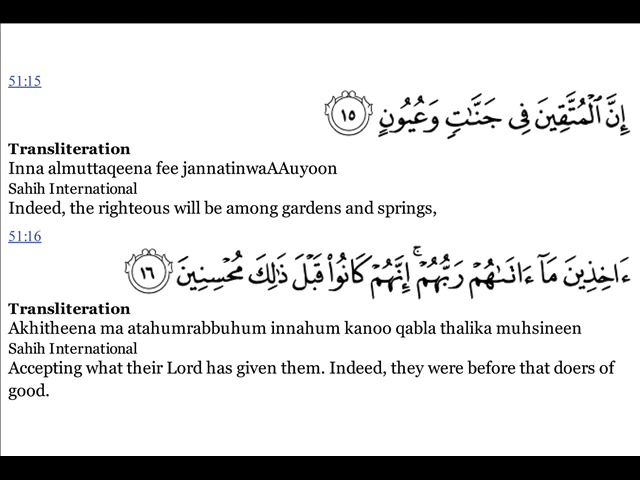 51:15
إِنَّ ٱلْمُتَّقِينَ فِى جَنَّـٰتٍ وَعُيُونٍ ١٥
Transliteration
Inna almuttaqeena fee jannatinwaAAuyoon
Sahih International
Indeed, the righteous will be among gardens and springs,
51:16
ءَاخِذِينَ مَآ ءَاتَىٰهُمْ رَبُّهُمْ ۚ إِنَّهُمْ كَانُوا۟ قَبْلَ ذَٰلِكَ مُحْسِنِينَ ١٦
Transliteration
Akhitheena ma atahumrabbuhum innahum kanoo qabla thalika muhsineen
Sahih International
Accepting what their Lord has given them. Indeed, they were before that doers of
good.